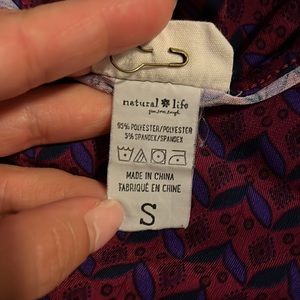 natural life
95% POLYESTER/POLYESTER
5% SPANDEX/SPANDEX
MADE IN CHINA
FABRIQUÉ EN CHINE
S